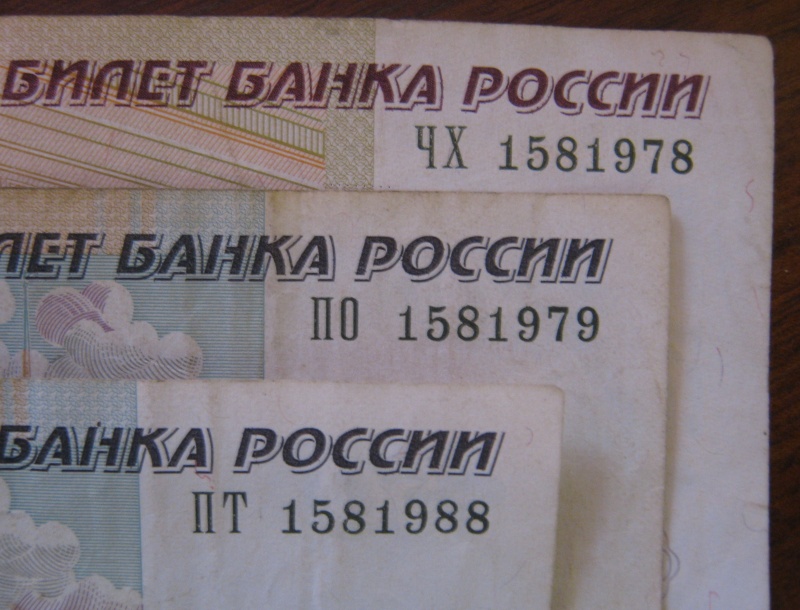 БИЛЕТ БАНКА РОССИИ
ЧХ 1581978
БИЛЕТ БАНКА РОССИИ
ПО 1581979
БАНКА РОССИИ
ПТ 1581988